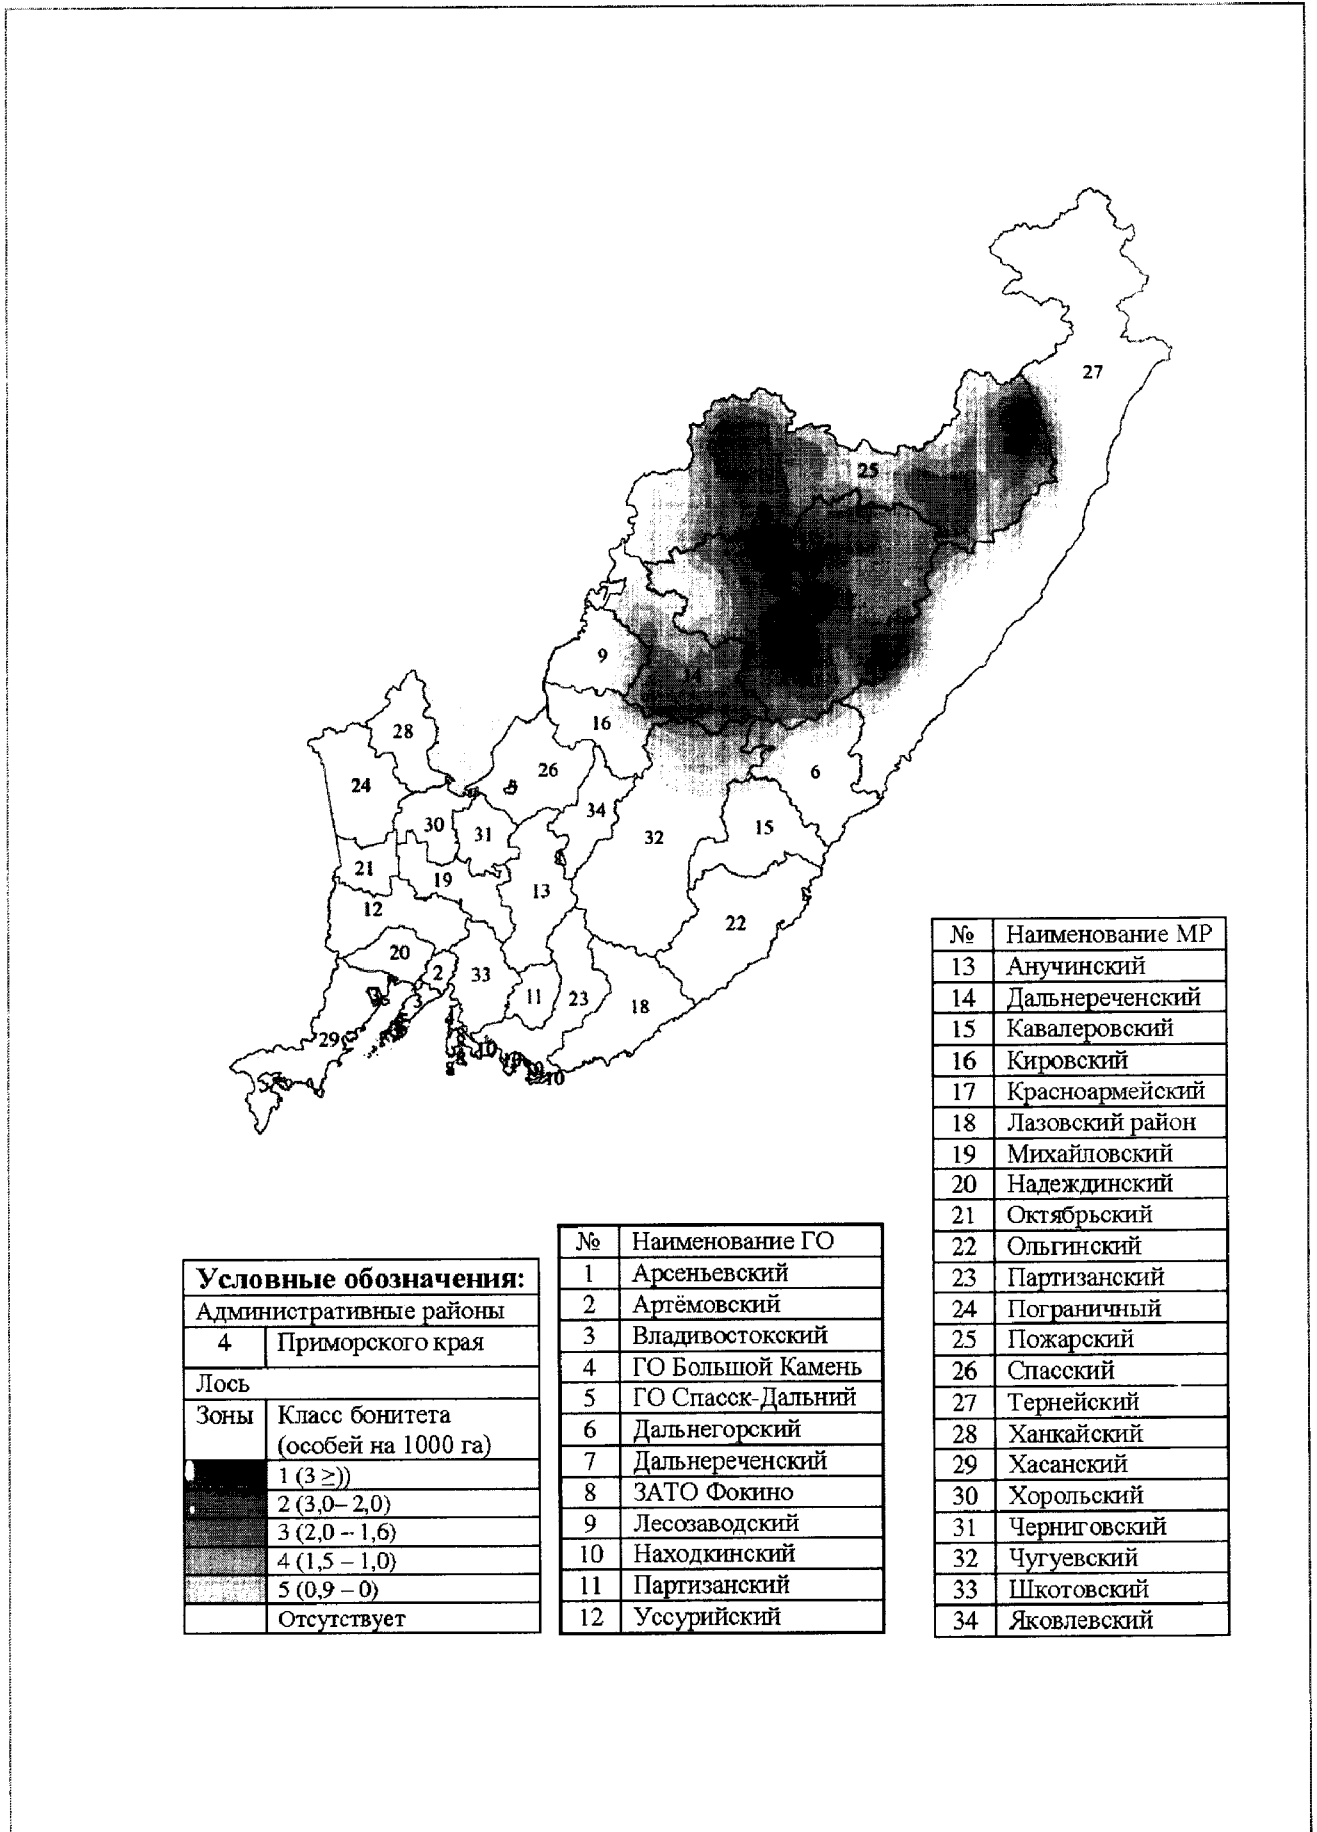 27
25
14
9
16
28
26
5
24
6
34
30
31
32
15
21
19
13
12
22
20
2
33
11
23
18
3
4
29
10
10
10
№ Наименование МР
13 Анучинский
14 Дальнереченский
15 Кавалеровский
16 Кировский
17 Красноармейский
18 Лазовский район
19 Михайловский
20 Надеждинский
21 Октябрьский
22 Ольгинский
23 Партизанский
24 Пограничный
25 Пожарский
26 Спасский
27 Тернейский
28 Ханкайский
29 Хасанский
30 Хорольский
31 Черниговский
32 Чугуевский
33 Шкотовский
34 Яковлевский
№ Наименование ГО
1 Арсеньевский
2 Артёмовский
3 Владивостокский
4 ГО Большой Камень
5 ГО Спасск-Дальний
6 Дальнегорский
7 Дальнереченский
8 ЗАТО Фокино
9 Лесозаводский
10 Находкинский
11 Партизанский
12 Уссурийский
Условные обозначения:
Административные районы
4 Приморского края
Лось
Зоны Класс бонитета
(особей на 1000 га)
1 (3 ≥))
2 (3,0– 2,0)
3 (2,0 – 1,6)
4 (1,5 – 1,0)
5 (0,9 – 0)
Отсутствует